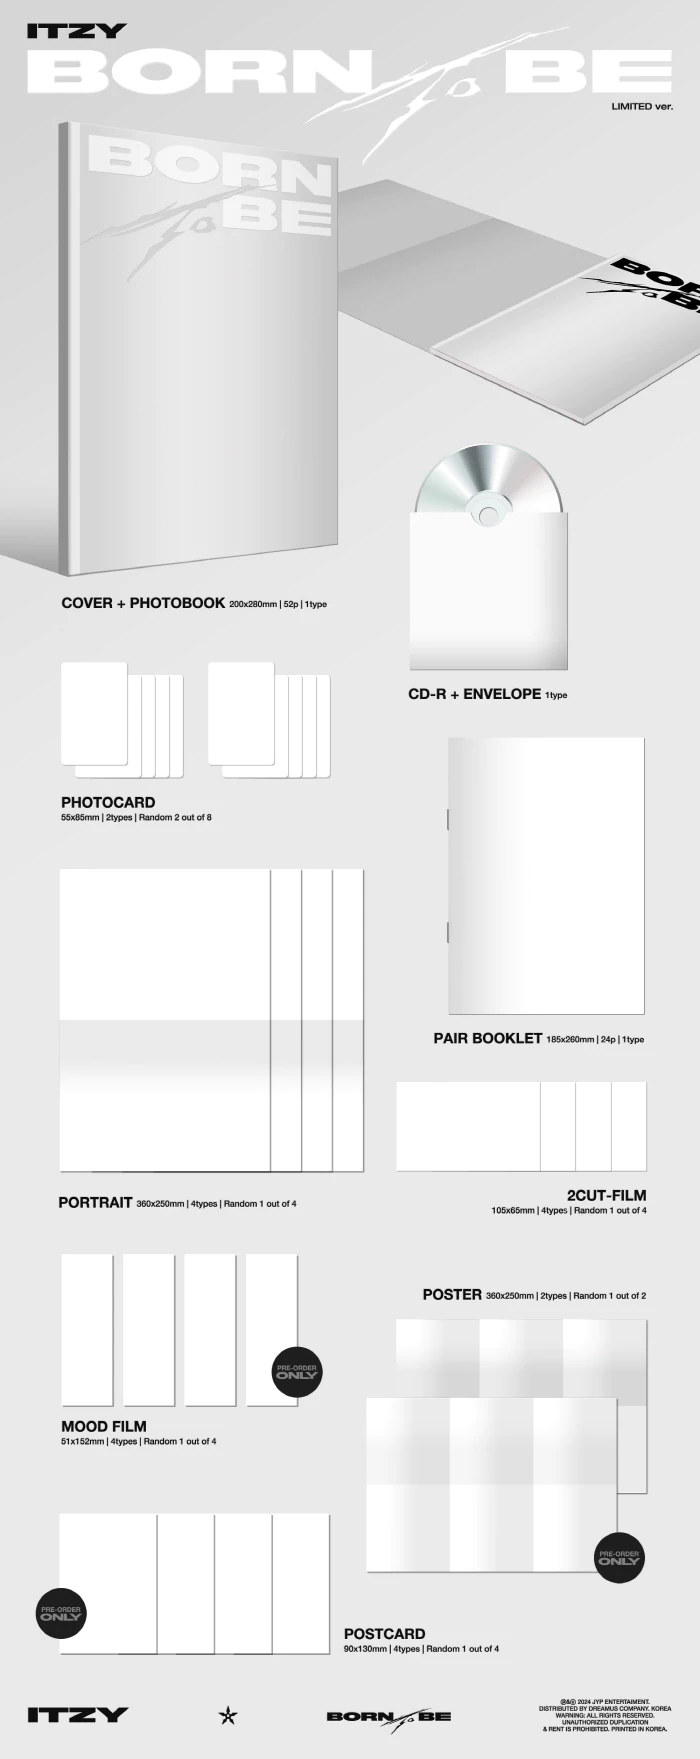 ITZY
BORN To BE
LIMITED ver.
BORN
To BE
BOR
To B
COVER + PHOTOBOOK 200x280mm | 52p | 1type
CD-R + ENVELOPE 1type
PHOTOCARD
55x85mm | 2types | Random 2 out of 8
PAIR BOOKLET 185x260mm | 24p | 1type
PORTRAIT 360x250mm | 4types | Random 1 out of 4
2CUT-FILM
105x65mm | 4types | Random 1 out of 4
POSTER 360x250mm | 2types | Random 1 out of 2
PRE-ORDER
ONLY
MOOD FILM
51x152mm | 4types | Random 1 out of 4
PRE-ORDER
ONLY
PRE-ORDER
ONLY
POSTCARD
90x130mm | 4types | Random 1 out of 4
ITZY
BORN To BE
℗&© 2024 JYP ENTERTAIMENT.
DISTRIBUTED BY DREAMUS COMPANY. KOREA
WARNING: ALL RIGHTS RESERVED.
UNAUTHORIZED DUPLICATION
& RENT IS PROHIBITED. PRINTED IN KOREA.